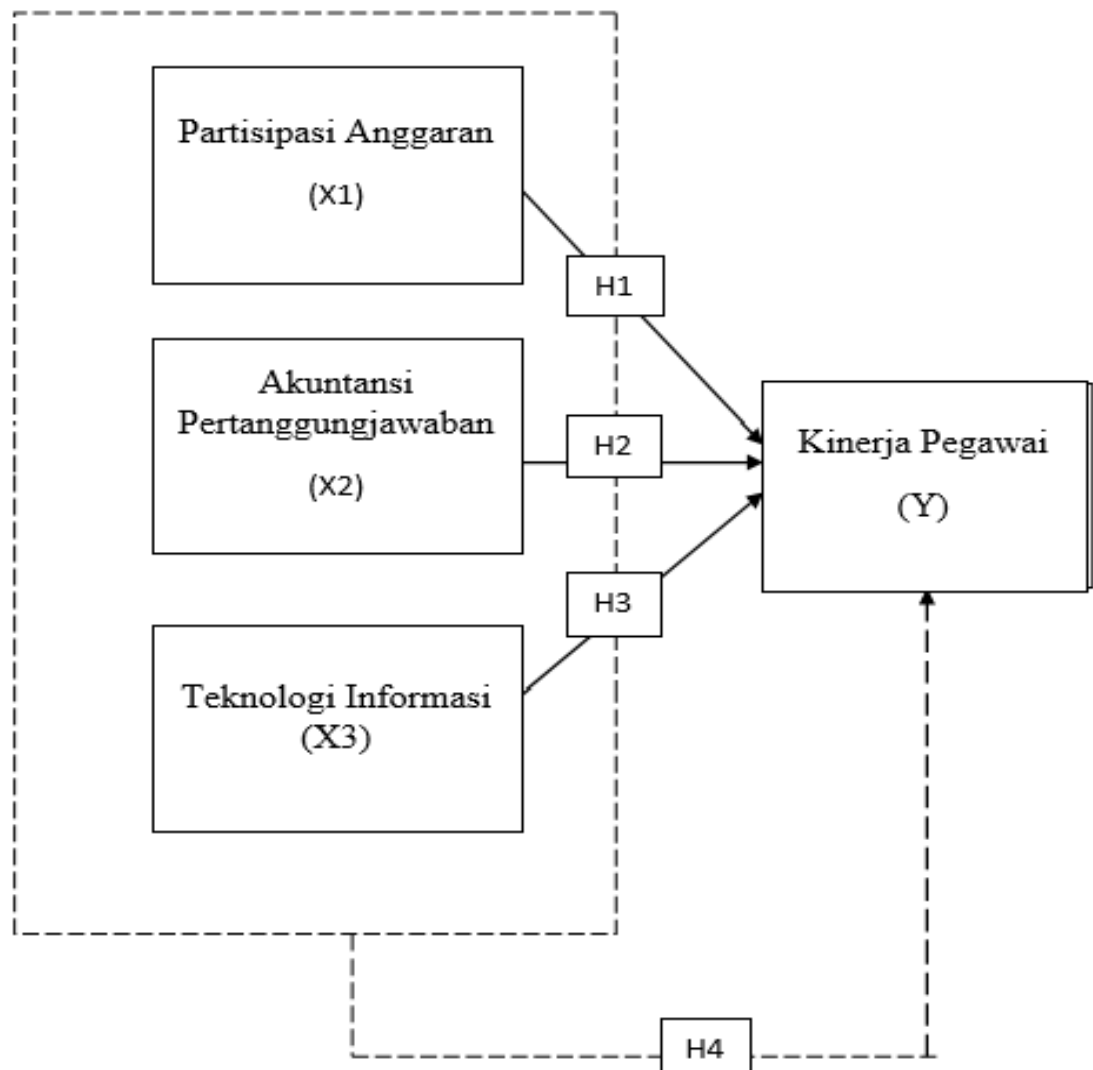 Partisipasi Anggaran
(X1)
H1
Akuntansi
Pertanggungjawaban
(X2)
H2
Kinerja Pegawai
(Y)
H3
Teknologi Informasi
(X3)
H4